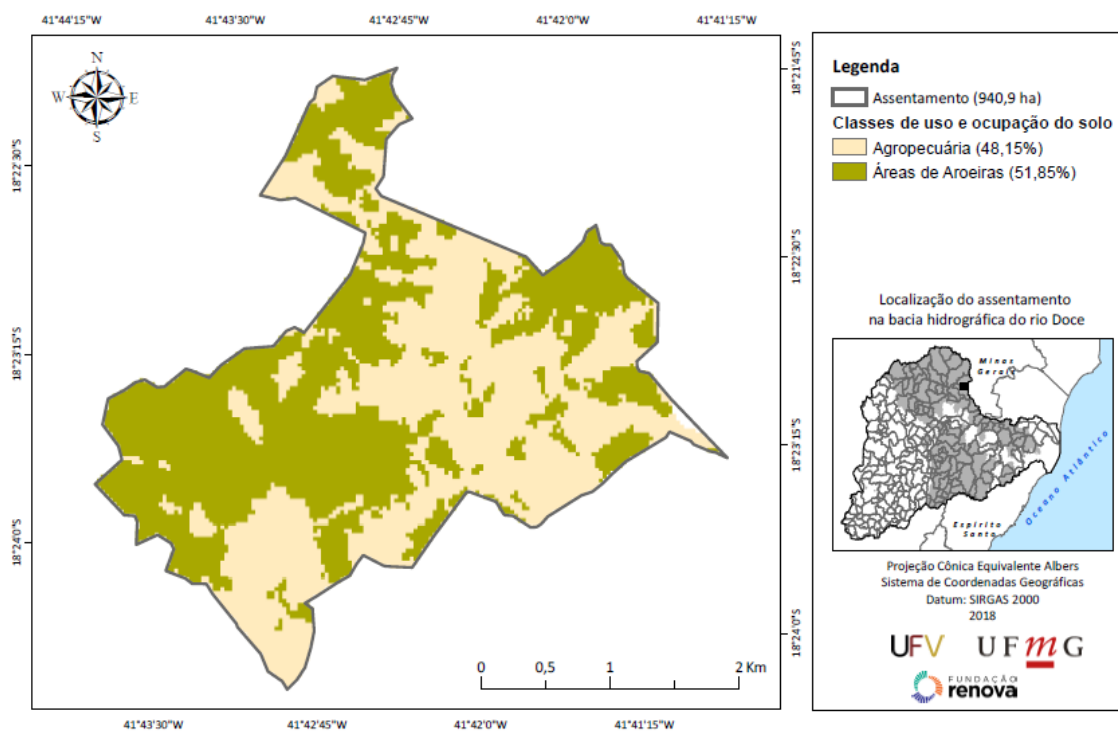 41°44'15"W 41°43'30"W 41°42'45"W 41°42'0"W 41°41'15"W
N
W E
S
18°22'30"S
18°23'15"S
18°24'0"S
18°21'45"S
18°22'30"S
18°23'15"S
18°24'0"S
0 0,5 1 2 Km
41°43'30"W 41°42'45"W 41°42'0"W 41°41'15"W
Legenda
Assentamento (940,9 ha)
Classes de uso e ocupação do solo
Agropecuária (48,15%)
Áreas de Aroeiras (51,85%)
Localização do assentamento
na bacia hidrográfica do rio Doce
Minas
Gerais
Oceano Atlântico
Espírito
Santo
Projeção Cônica Equivalente Albers
Sistema de Coordenadas Geográficas
Datum: SIRGAS 2000
2018
UFV UFmG
FUNDAÇÃO
renova